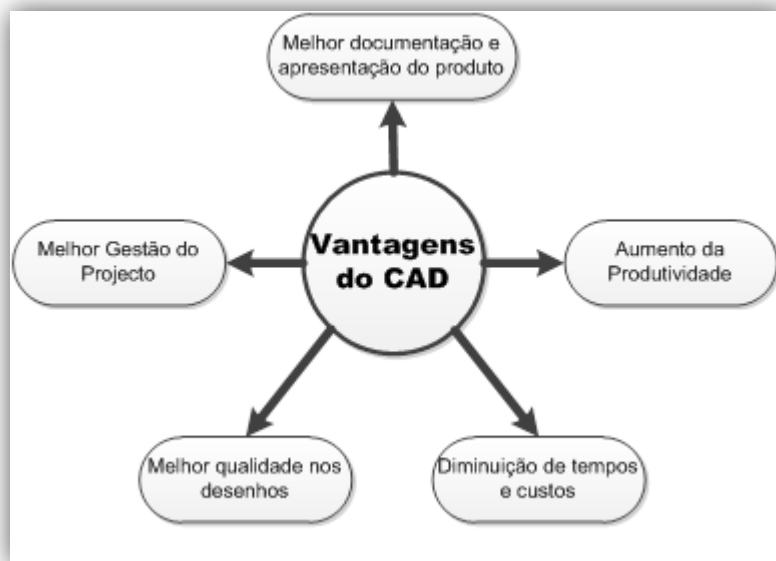 Melhor documentação e
apresentação do produto
Melhor Gestão do
Projecto
Vantagens
do CAD
Aumento da
Produtividade
Melhor qualidade nos
desenhos
Diminuição de tempos
e custos